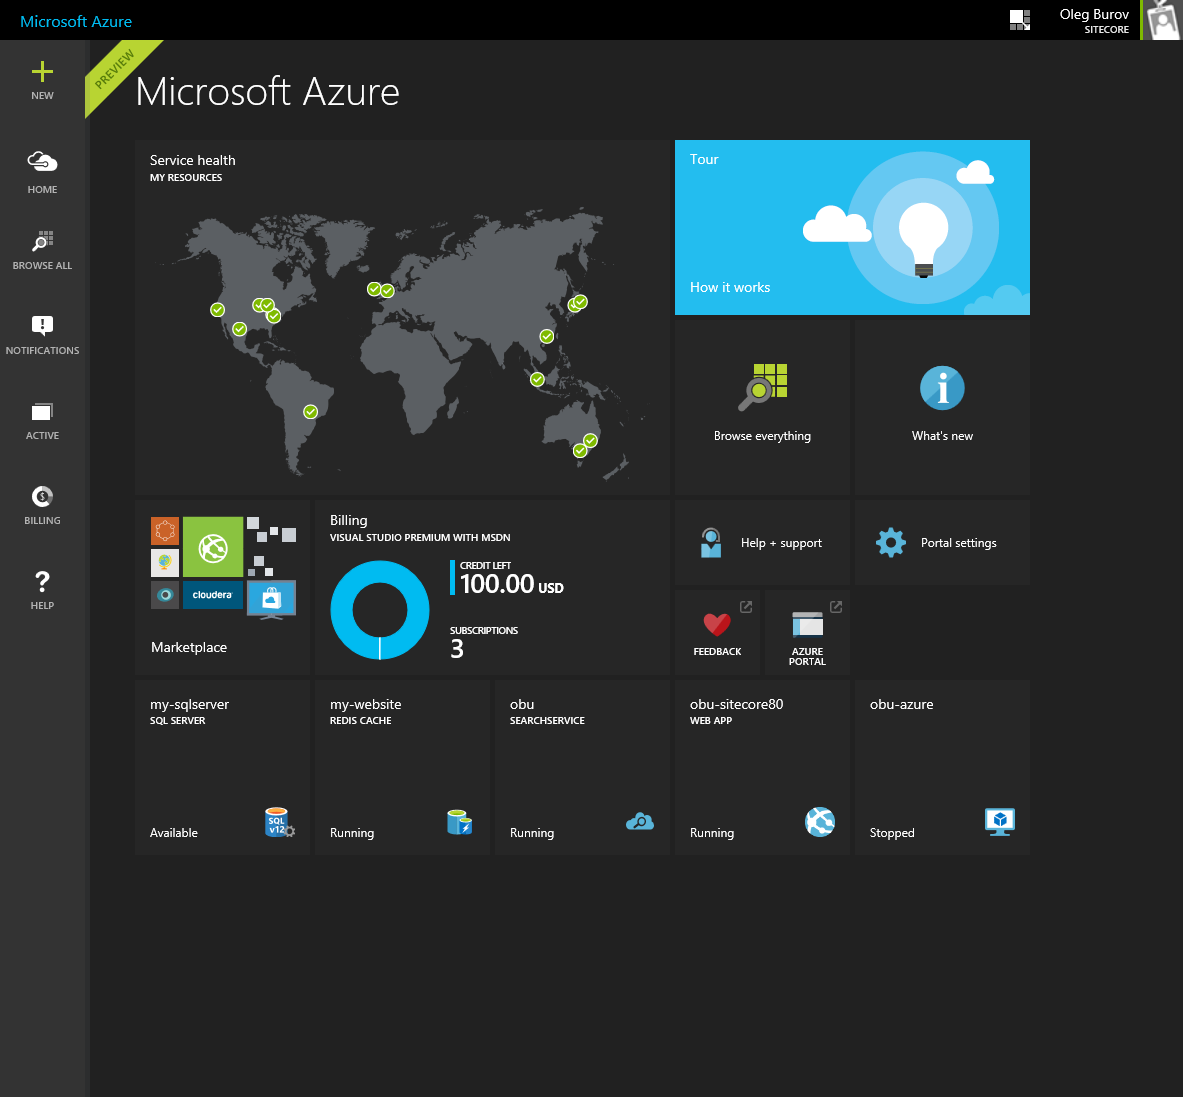 Microsoft Azure
Oleg Burov
SITECORE
NEW
HOME
BROWSE ALL
NOTIFICATIONS
ACTIVE
BILLING
HELP
PREVIEW
Microsoft Azure
Service health
MY RESOURCES
Tour
How it works
Browse everything
What's new
cloudera
Marketplace
Billing
VISUAL STUDIO PREMIUM WITH MSDN
CREDIT LEFT
100.00 USD
SUBSCRIPTIONS
3
Help + support
Portal settings
FEEDBACK
AZURE
PORTAL
my-sqlserver
SQL SERVER
Available
SQL
v12
my-website
REDIS CACHE
Running
obu
SEARCHSERVICE
Running
obu-sitecore80
WEB APP
Running
obu-azure
Stopped